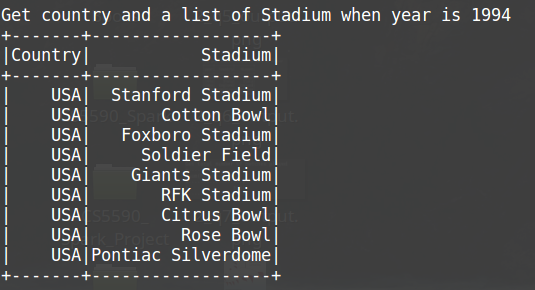 Get country and a list of Stadium when year is 1994
+-------+------------------+
|Country|           Stadium|
+-------+------------------+
|    USA|  Stanford Stadium|
|    USA|       Cotton Bowl|
|    USA|   Foxboro Stadium|
|    USA|     Soldier Field|
|    USA|    Giants Stadium|
|    USA|       RFK Stadium|
|    USA|       Citrus Bowl|
|    USA|         Rose Bowl|
|    USA|Pontiac Silverdome|
+-------+------------------+